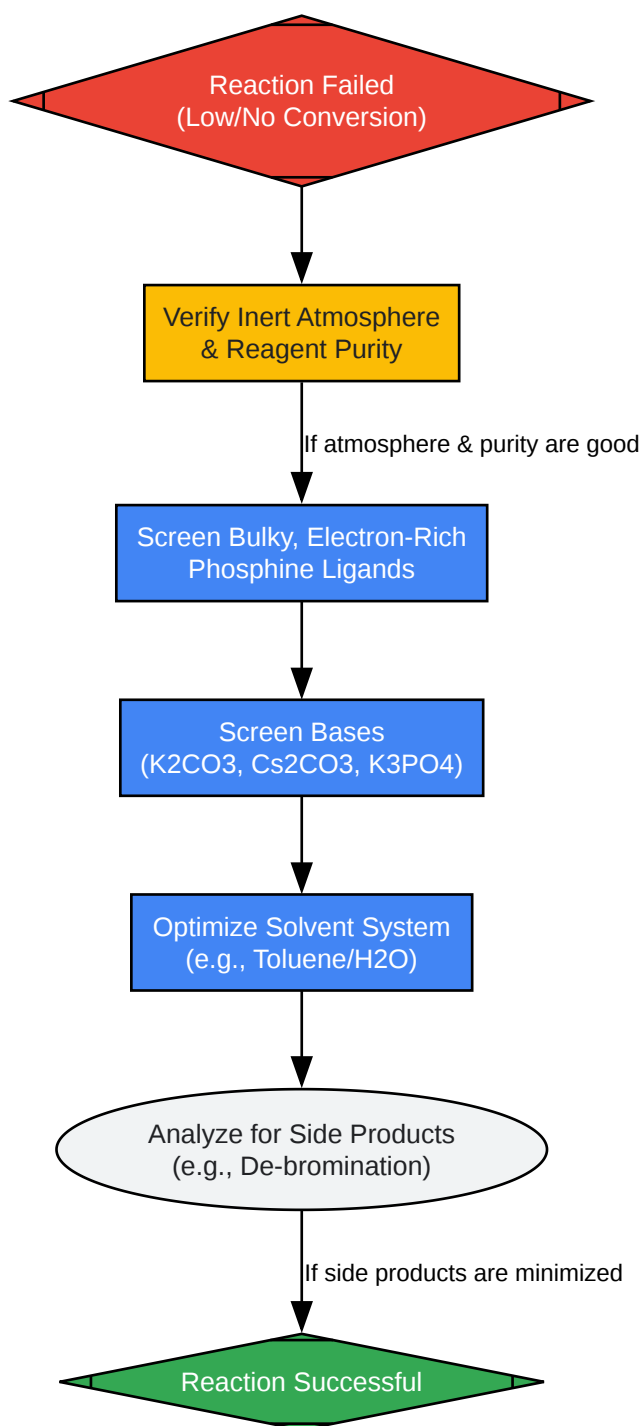 Reaction Failed
(Low/No Conversion)
Verify Inert Atmosphere
& Reagent Purity
If atmosphere & purity are good
Screen Bulky, Electron-Rich
Phosphine Ligands
Screen Bases
(K2CO3, Cs2CO3, K3PO4)
Optimize Solvent System
(e.g., Toluene/H2O)
Analyze for Side Products
(e.g., De-bromination)
If side products are minimized
Reaction Successful